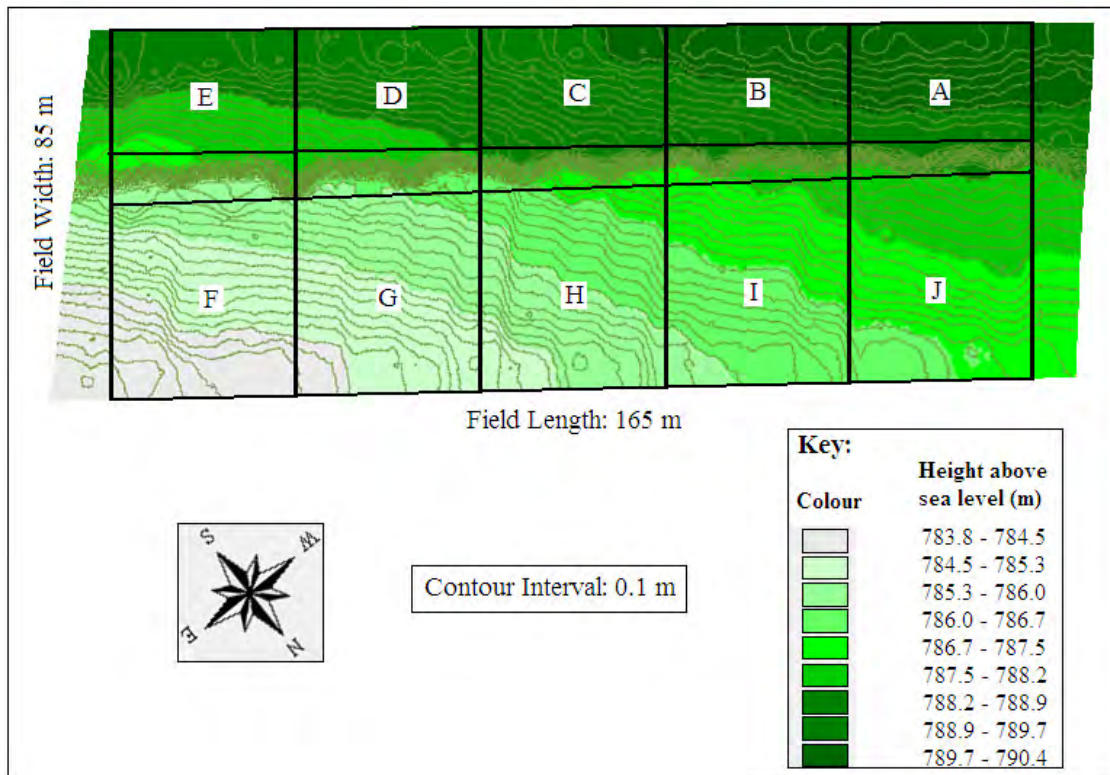 E
D
C
B
A
Field Width: 85 m
F
G
H
I
J
Field Length: 165 m
Key:
Colour
Height above
sea level (m)
783.8 - 784.5
784.5 - 785.3
785.3 - 786.0
786.0 - 786.7
786.7 - 787.5
787.5 - 788.2
788.2 - 788.9
788.9 - 789.7
789.7 - 790.4
S
W
E
N
Contour Interval: 0.1 m